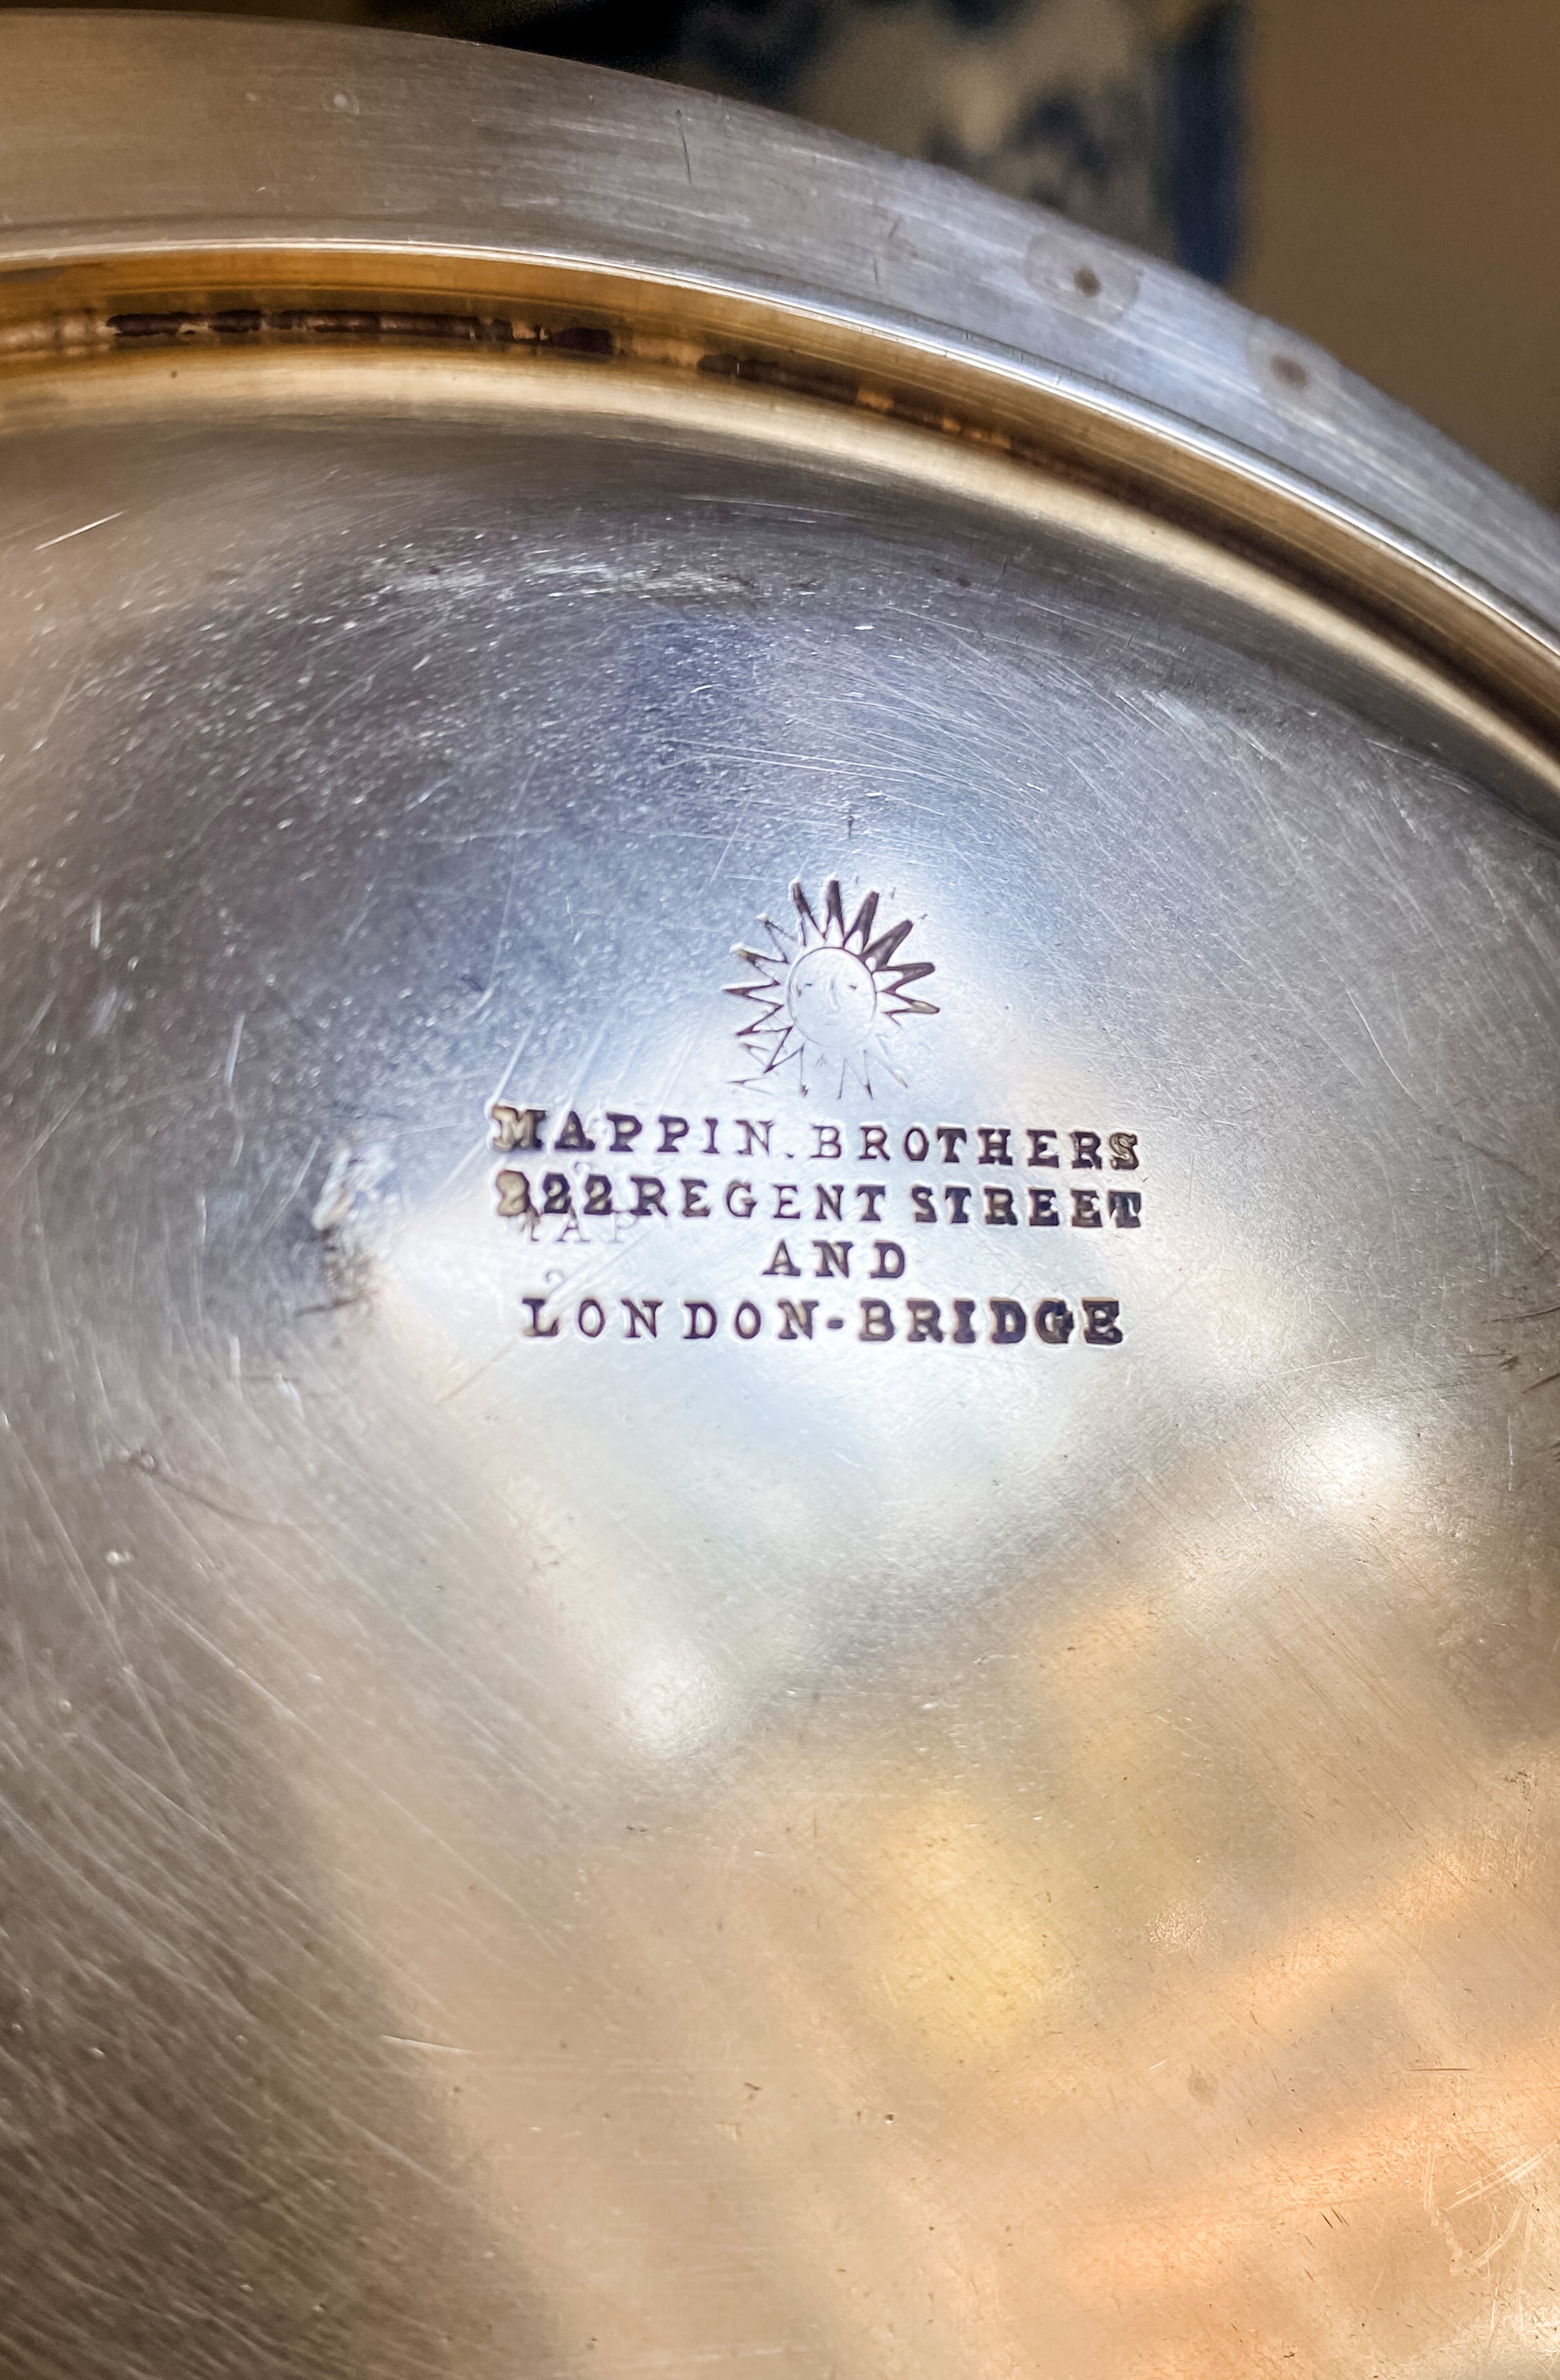 MAPPIN.BROTHERS
222 REGENT STREET
AND
LONDON-BRIDGE